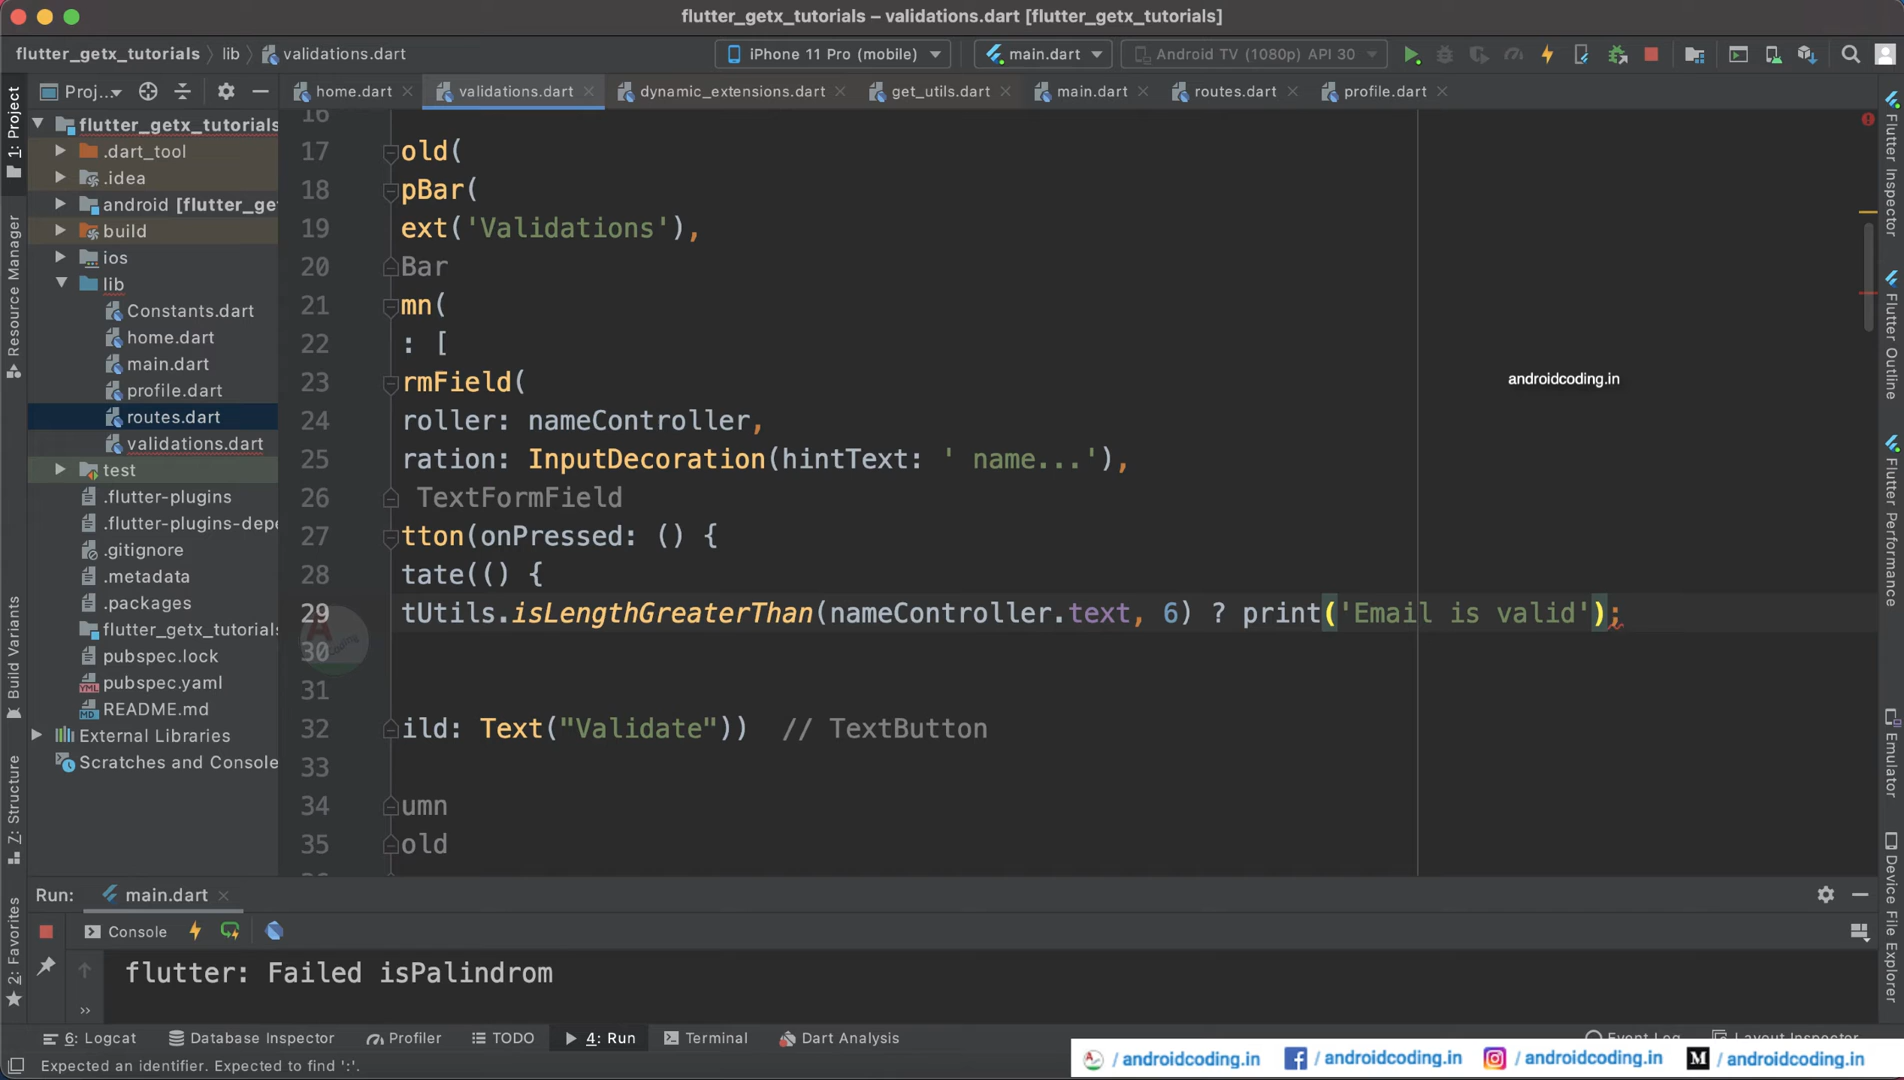 flutter_getx_tutorials – validations.dart [flutter_getx_tutorials]
flutter_getx_tutorials lib validations.dart iPhone 11 Pro (mobile) main.dart Android TV (1080p) API 30
Proj... home.dart validations.dart dynamic_extensions.dart get_utils.dart main.dart routes.dart profile.dart
1: Project
Resource Manager
Build Variants
Z: Structure
2: Favorites
flutter_getx_tutorials
.dart_tool
.idea
android [flutter_ge
build
ios
lib
Constants.dart
home.dart
main.dart
profile.dart
routes.dart
validations.dart
test
.flutter-plugins
.flutter-plugins-depe
.gitignore
.metadata
.packages
flutter_getx_tutorials
pubspec.lock
pubspec.yaml
README.md
External Libraries
Scratches and Console
16
17 old(
18 pBar(
19 ext('Validations'),
20 Bar
21 mn(
22 : [
23 rmField(
24 roller: nameController,
25 ration: InputDecoration(hintText: ' name...'),
26 TextFormField
27 tton(onPressed: () {
28 tate(() {
29 tUtils.isLengthGreaterThan(nameController.text, 6) ? print('Email is valid');
30
31
32 ild: Text("Validate")) // TextButton
33
34 umn
35 old
androidcoding.in
Flutter Inspector
Flutter Outline
Flutter Performance
Emulator
Device File Explorer
Run: main.dart
Console
flutter: Failed isPalindrom
6: Logcat Database Inspector Profiler TODO 4: Run Terminal Dart Analysis Event Log Layout Inspector
Expected an identifier. Expected to find ':'.
/ androidcoding.in / androidcoding.in / androidcoding.in / androidcoding.in